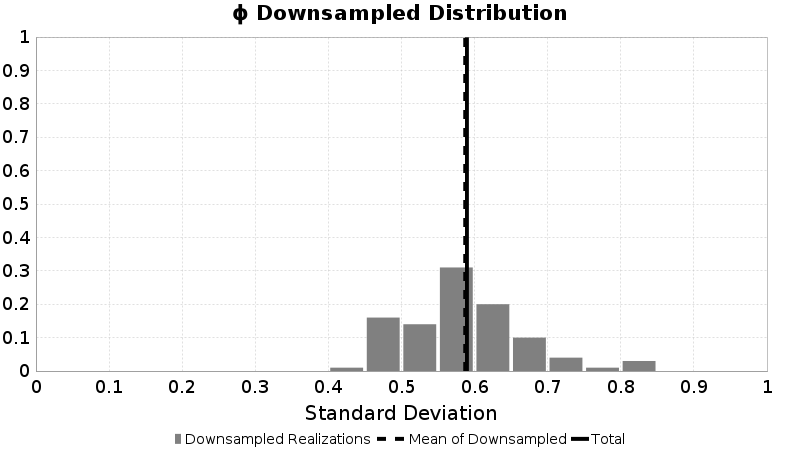 ϕ Downsampled Distribution
1
0.9
0.8
0.7
0.6
0.5
0.4
0.3
0.2
0.1
0
0 0.1 0.2 0.3 0.4 0.5 0.6 0.7 0.8 0.9 1
Standard Deviation
Downsampled Realizations Mean of Downsampled Total